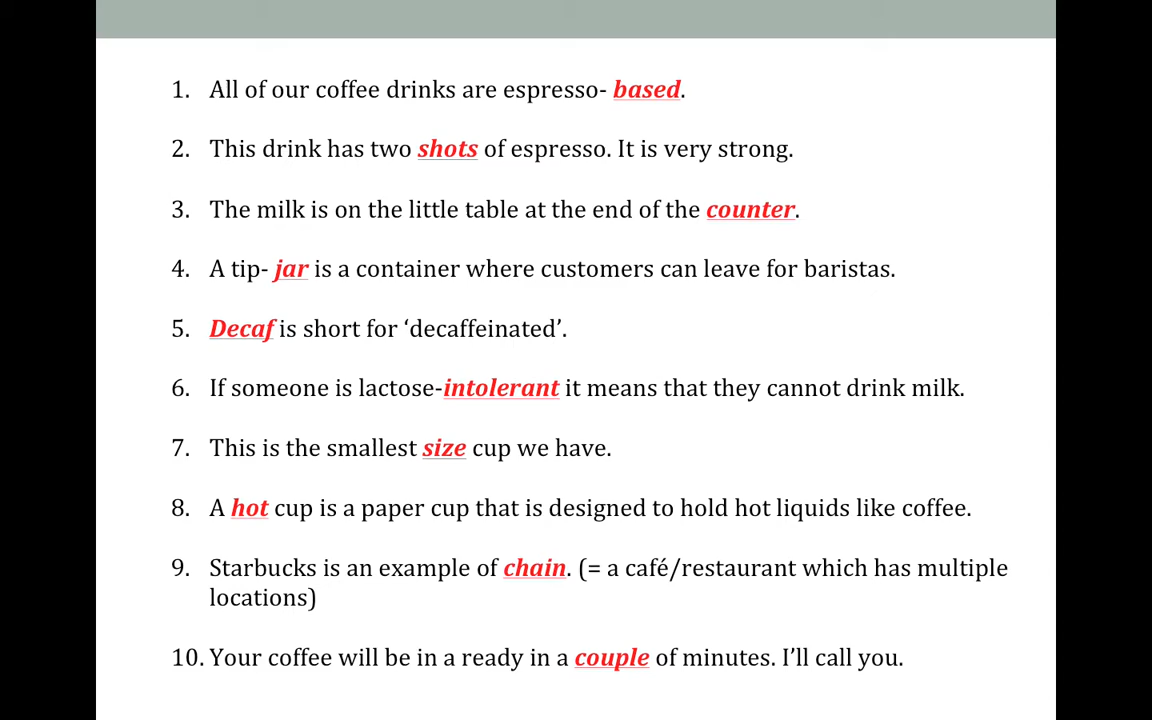 1. All of our coffee drinks are espresso- based.
2. This drink has two shots of espresso. It is very strong.
3. The milk is on the little table at the end of the counter.
4. A tip- jar is a container where customers can leave for baristas.
5. Decaf is short for ‘decaffeinated’.
6. If someone is lactose-intolerant it means that they cannot drink milk.
7. This is the smallest size cup we have.
8. A hot cup is a paper cup that is designed to hold hot liquids like coffee.
9. Starbucks is an example of chain. (= a café/restaurant which has multiple
locations)
10. Your coffee will be in a ready in a couple of minutes. I’ll call you.